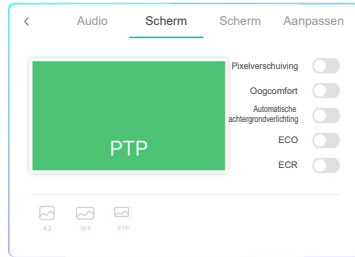 Audio
Scherm
Scherm
Aanpassen
Pixelverschuiving
Oogcomfort
Automatische
achtergrondverlichting
ECO
ECR
PTP
4:3
16:9
PTP